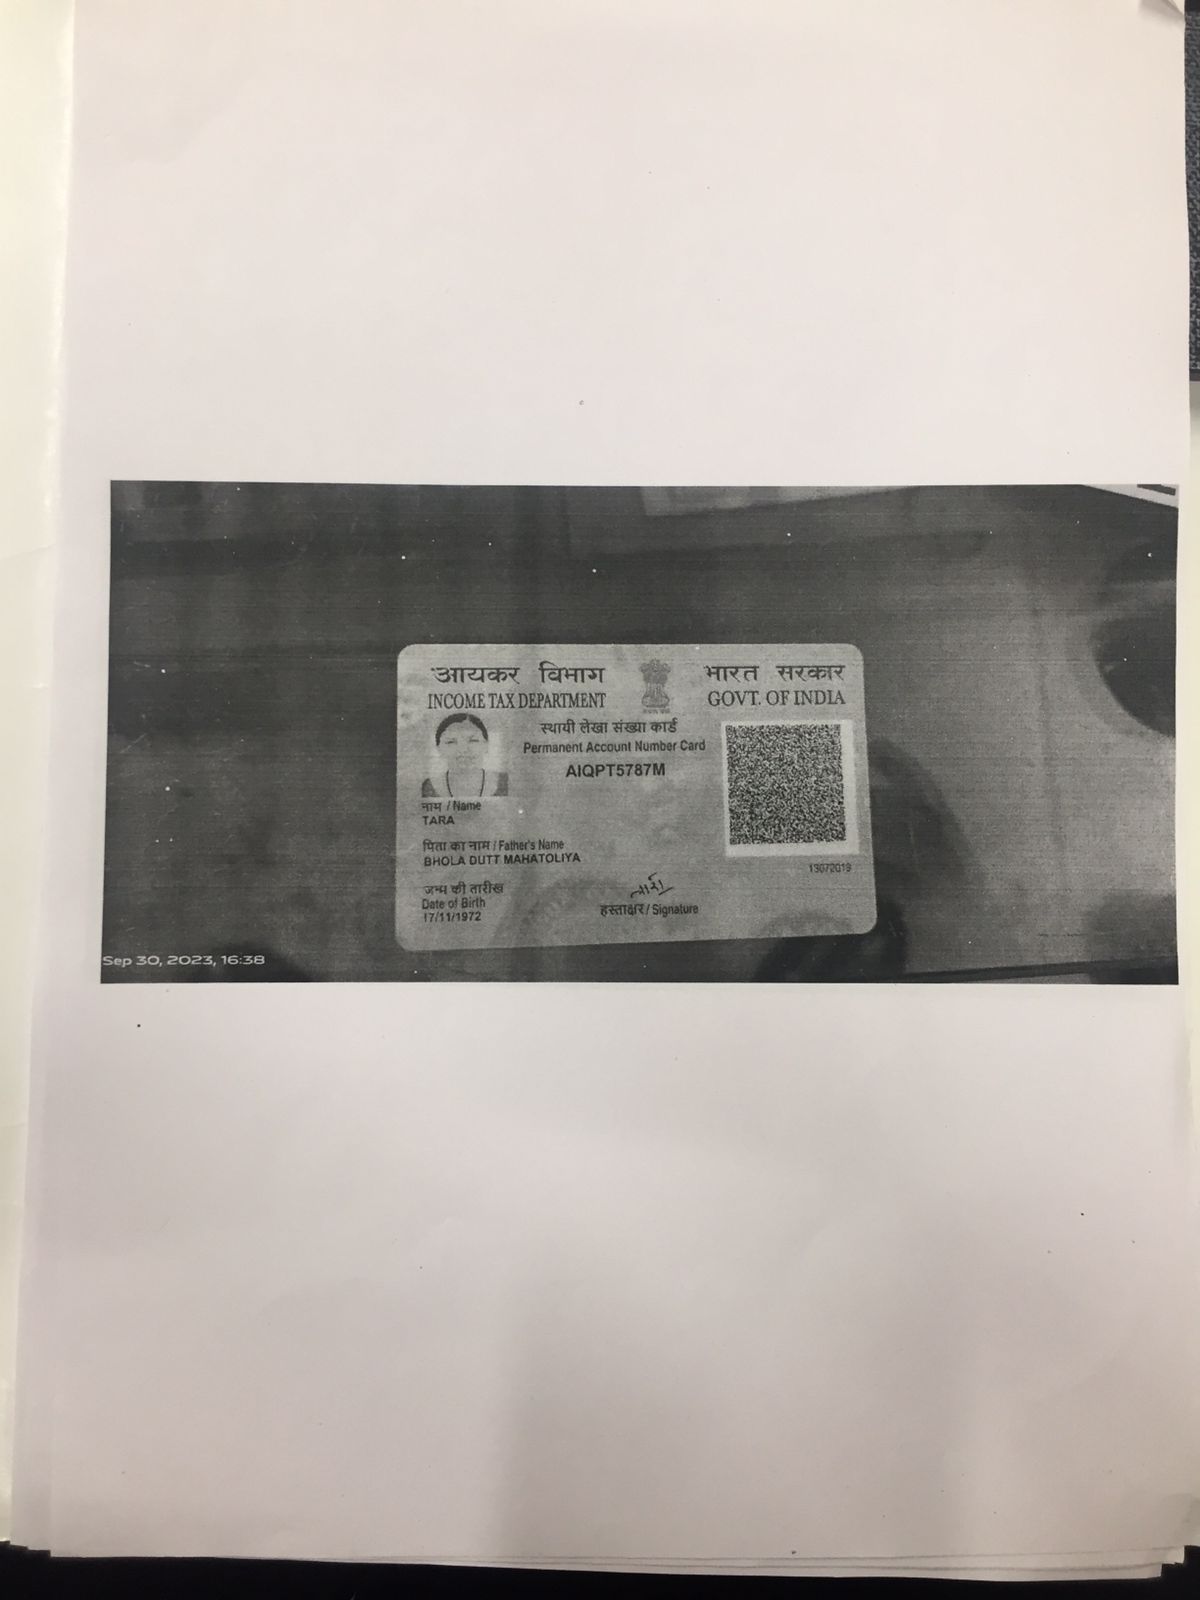 आयकर विभाग
INCOME TAX DEPARTMENT
भारत सरकार
GOVT. OF INDIA
स्थायी लेखा संख्या कार्ड
Permanent Account Number Card
AIQPT5787M
नाम / Name
TARA
पिता का नाम / Father's Name
BHOLA DUTT MAHATOLIYA
जन्म की तारीख
Date of Birth
17/11/1972
तारा
हस्ताक्षर / Signature
13072019
Sep 30, 2023, 16:38